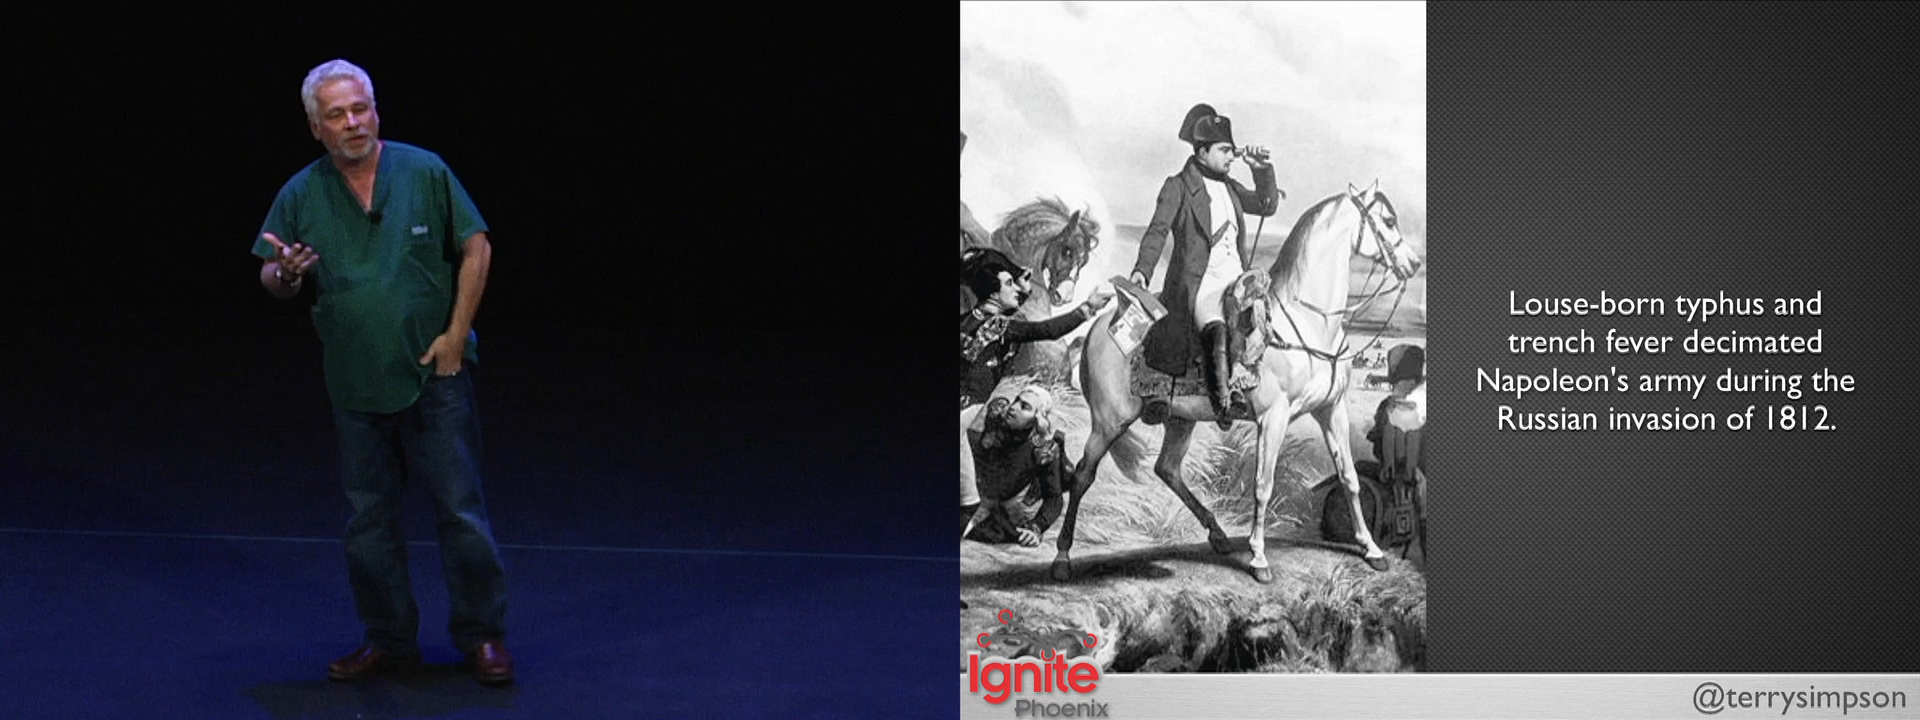 Louse-born typhus and
trench fever decimated
Napoleon's army during the
Russian invasion of 1812.
Ignite
Phoenix
@terrysimpson